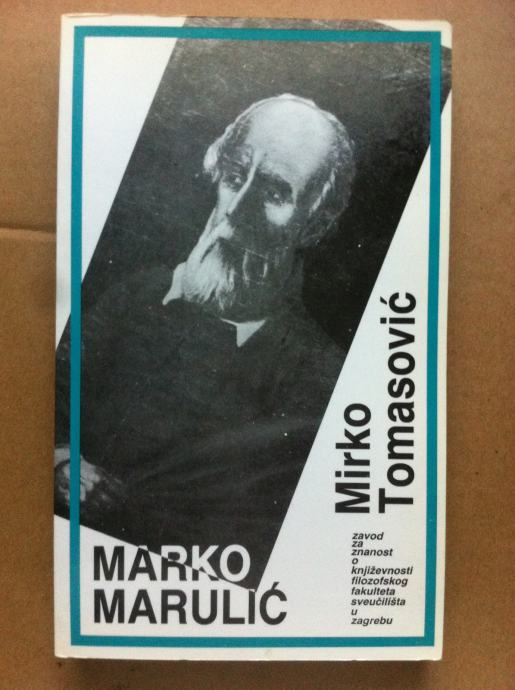 MARKO
MARULIĆ
Mirko
Tomasović
zavod
za
znanost
o
književnosti
filozofskog
fakulteta
sveučilišta
u
zagrebu